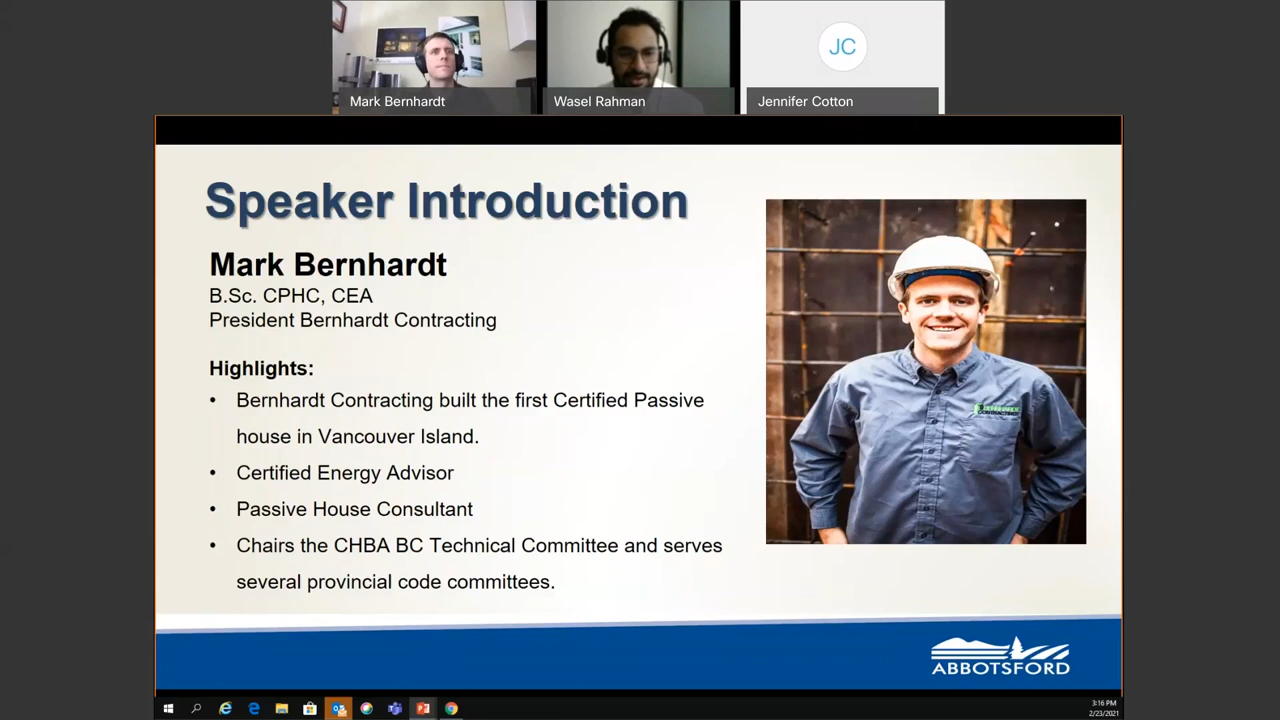 Mark Bernhardt
Wasel Rahman
JC
Jennifer Cotton
Speaker Introduction
Mark Bernhardt
B.Sc. CPHC, CEA
President Bernhardt Contracting
Highlights:
• Bernhardt Contracting built the first Certified Passive
house in Vancouver Island.
• Certified Energy Advisor
• Passive House Consultant
• Chairs the CHBA BC Technical Committee and serves
several provincial code committees.
ABBOTSFORD
3:16 PM
2/23/2021